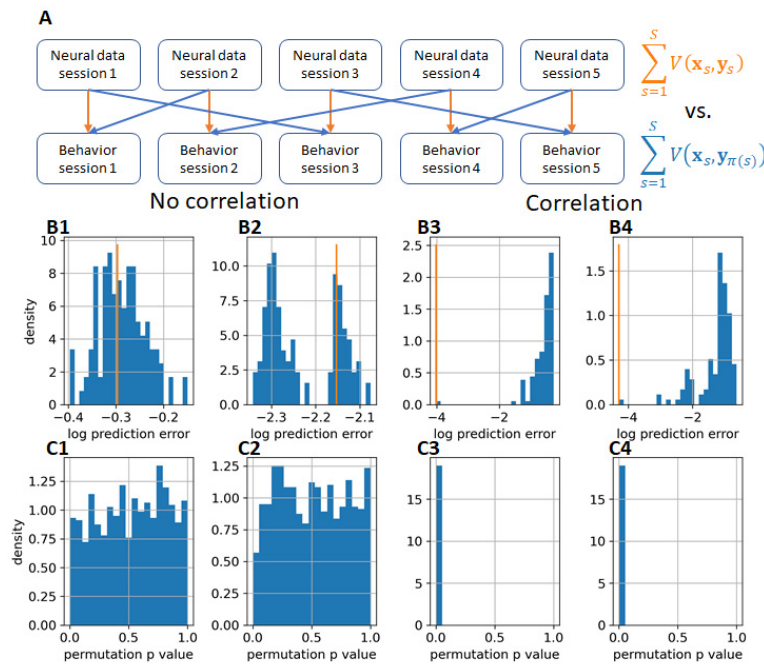 A
Neural data session 1
Neural data session 2
Neural data session 3
Neural data session 4
Neural data session 5
S
∑ V(x_s, y_s)
s=1
vs.
S
∑ V(x_s, y_π(s))
s=1
Behavior session 1
Behavior session 2
Behavior session 3
Behavior session 4
Behavior session 5
No correlation
Correlation
B1
10
8
6
4
2
0
density
−0.4 −0.3 −0.2
log prediction error
B2
10.0
7.5
5.0
2.5
0.0
−2.3 −2.2 −2.1
log prediction error
B3
2.5
2.0
1.5
1.0
0.5
0.0
−4 −2
log prediction error
B4
1.5
1.0
0.5
0.0
−4 −2
log prediction error
C1
1.25
1.00
0.75
0.50
0.25
0.00
density
0.0 0.5 1.0
permutation p value
C2
1.25
1.00
0.75
0.50
0.25
0.00
0.0 0.5 1.0
permutation p value
C3
15
10
5
0
0.0 0.5 1.0
permutation p value
C4
15
10
5
0
0.0 0.5 1.0
permutation p value